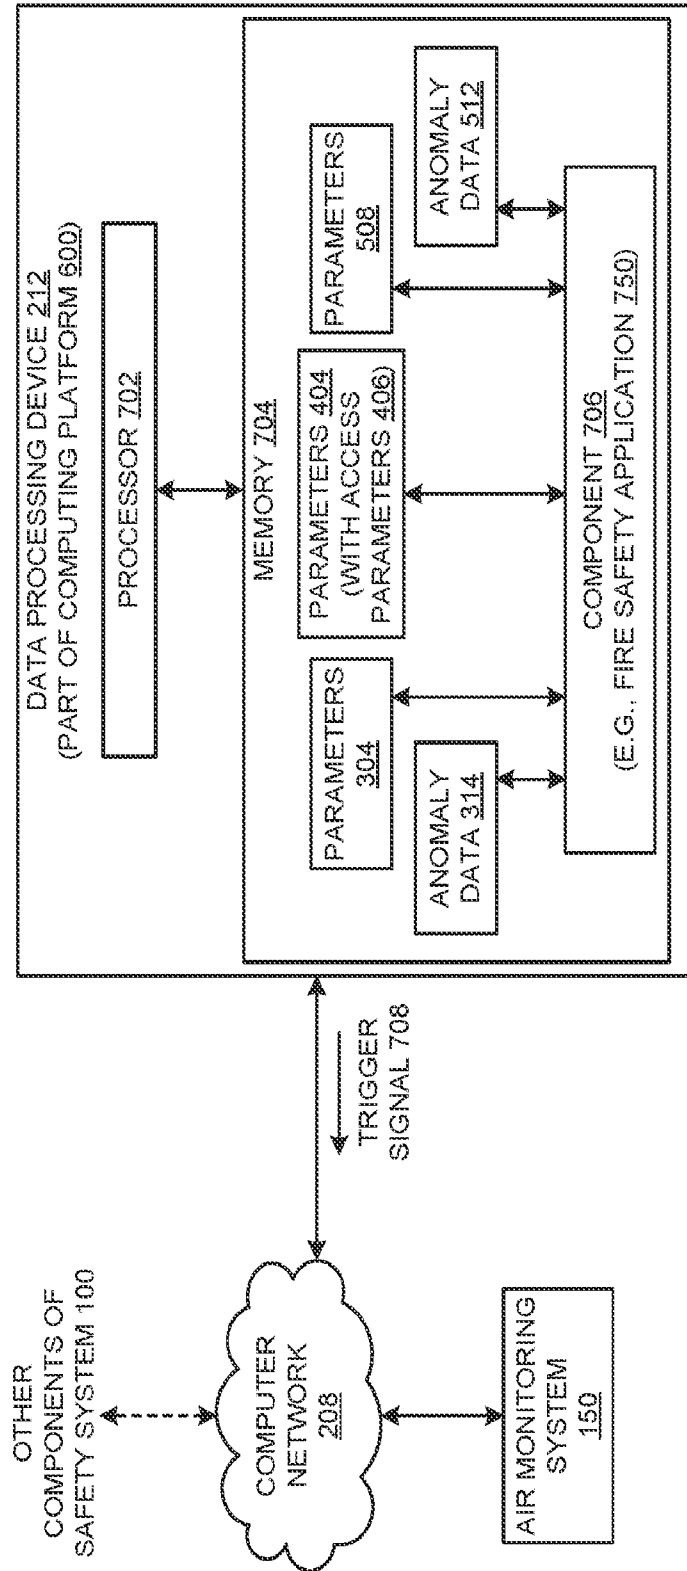 DATA PROCESSING DEVICE 212
(PART OF COMPUTING PLATFORM 600)
PROCESSOR 702
MEMORY 704
PARAMETERS
304
PARAMETERS 404
(WITH ACCESS
PARAMETERS 406)
PARAMETERS
508
ANOMALY
DATA 314
ANOMALY
DATA 512
COMPONENT 706
(E.G., FIRE SAFETY APPLICATION 750)
TRIGGER
SIGNAL 708
OTHER
COMPONENTS OF
SAFETY SYSTEM 100
COMPUTER
NETWORK
208
AIR MONITORING
SYSTEM
150